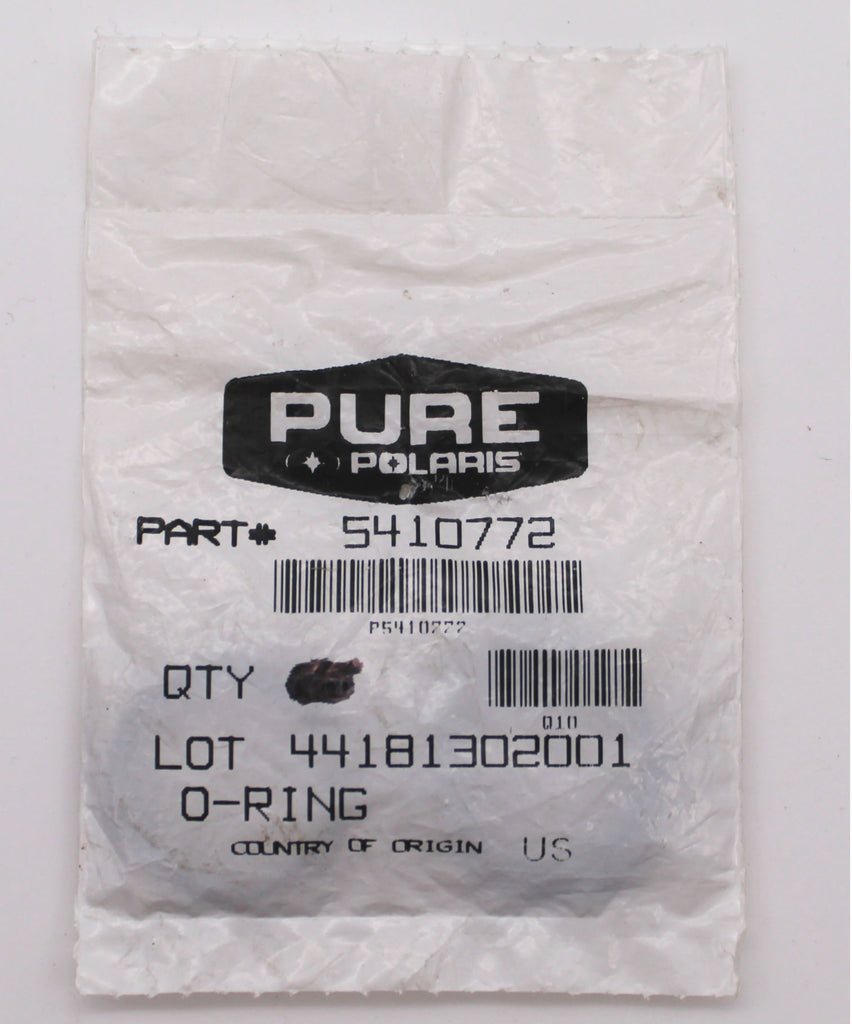 PURE
POLARIS
PART# 5410772
P5410772
QTY
Q10
LOT 44181302001
O-RING
COUNTRY OF ORIGIN US